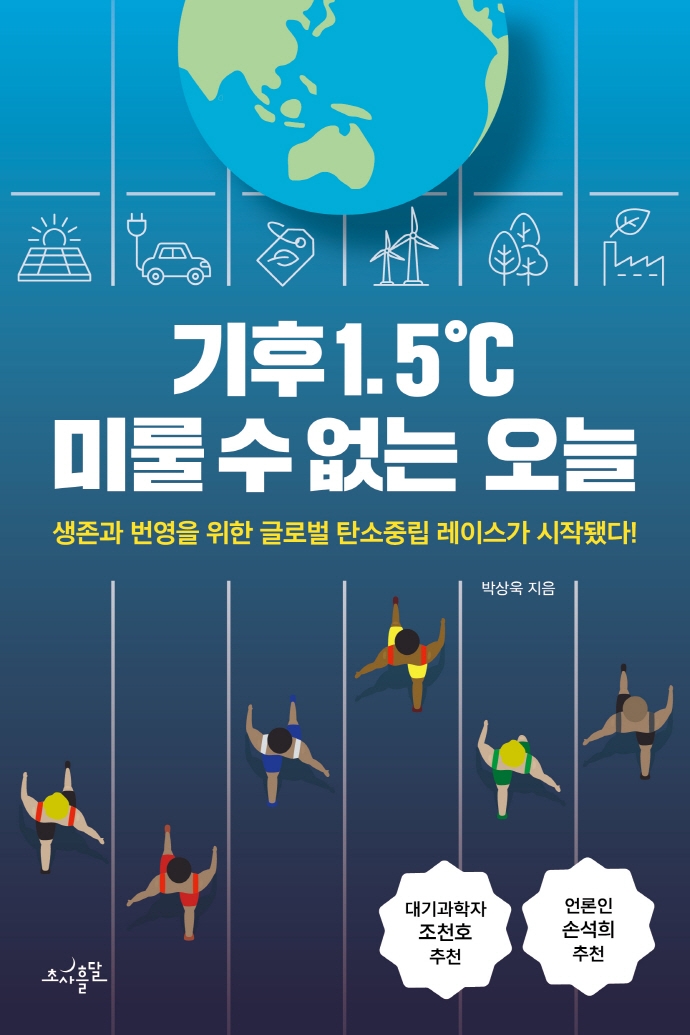 기후 1.5℃
미룰 수 없는 오늘
생존과 번영을 위한 글로벌 탄소중립 레이스가 시작됐다!
박상욱 지음
대기과학자
조천호
추천
언론인
손석희
추천
초사흘달